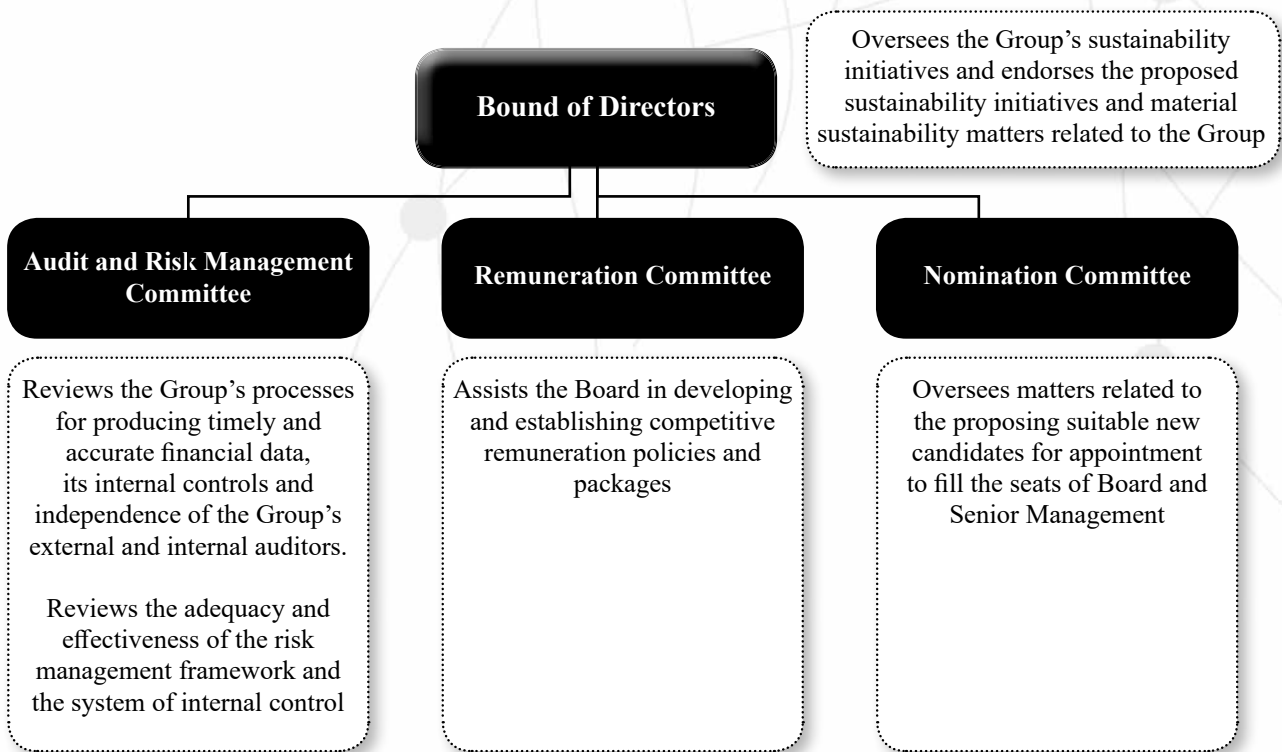 Bound of Directors
Oversees the Group's sustainability
initiatives and endorses the proposed
sustainability initiatives and material
sustainability matters related to the Group
Audit and Risk Management
Committee
Remuneration Committee
Nomination Committee
Reviews the Group's processes
for producing timely and
accurate financial data,
its internal controls and
independence of the Group's
external and internal auditors.
Reviews the adequacy and
effectiveness of the risk
management framework and
the system of internal control
Assists the Board in developing
and establishing competitive
remuneration policies and
packages
Oversees matters related to
the proposing suitable new
candidates for appointment
to fill the seats of Board and
Senior Management